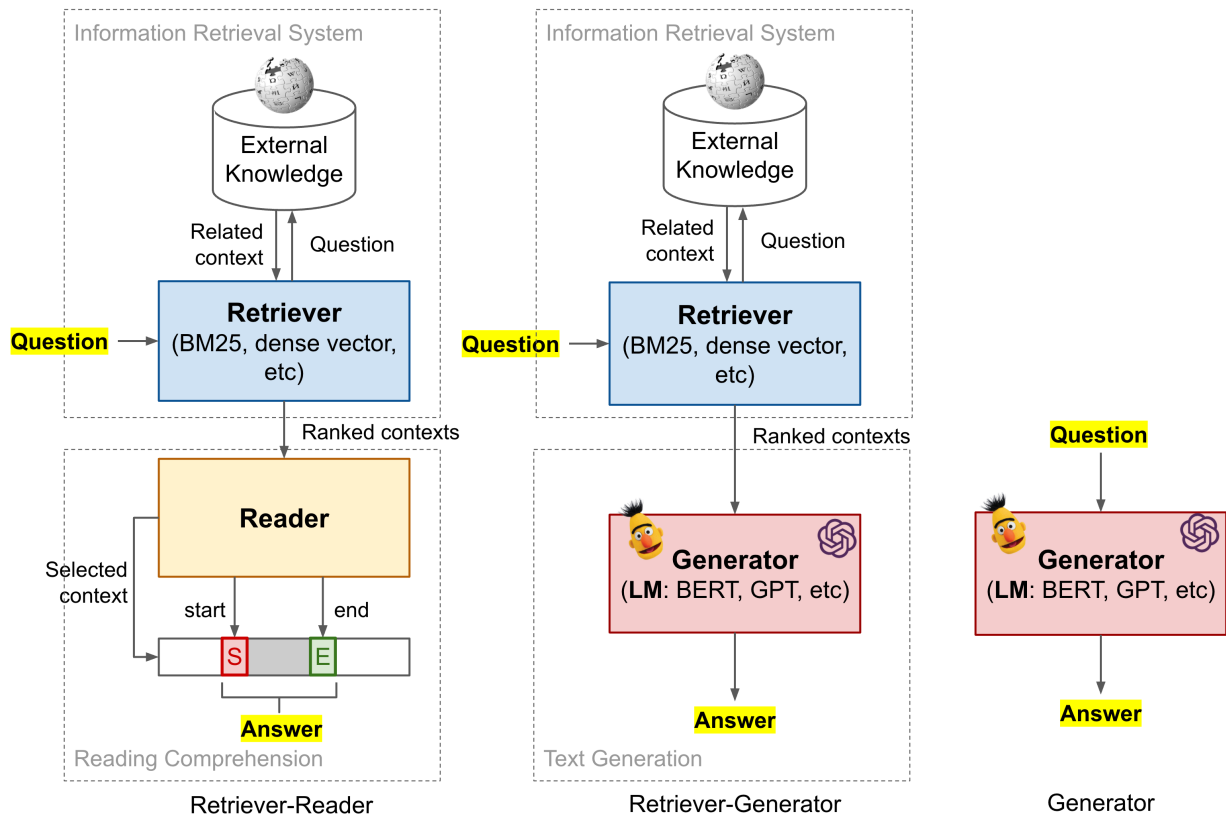 Information Retrieval System
External
Knowledge
Related
context
Question
Question
Retriever
(BM25, dense vector,
etc)
Ranked contexts
Reader
Selected
context
start
end
S
E
Answer
Reading Comprehension
Retriever-Reader
Information Retrieval System
External
Knowledge
Related
context
Question
Question
Retriever
(BM25, dense vector,
etc)
Ranked contexts
Generator
(LM: BERT, GPT, etc)
Answer
Text Generation
Retriever-Generator
Question
Generator
(LM: BERT, GPT, etc)
Answer
Generator